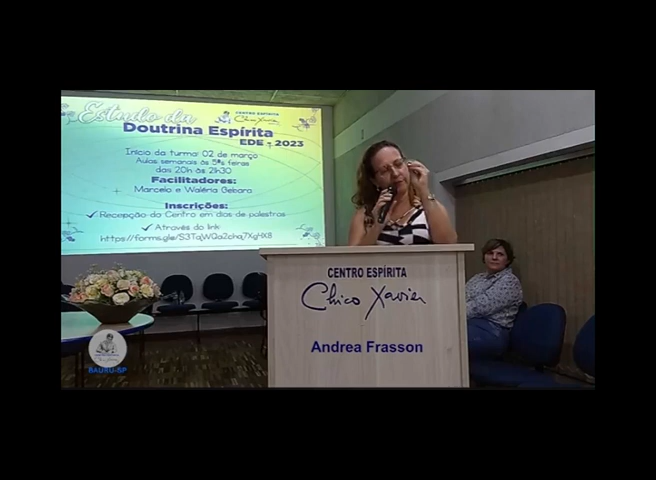 Estudo da
Doutrina Espírita
EDE - 2023
CENTRO ESPÍRITA
Chico Xavier
Início da turma: 02 de março
Aulas semanais às 5ªs feiras
das 20h às 21h30
Facilitadores:
Marcelo e Waléria Gebara
Inscrições:
✓ Recepção do Centro em dias de palestras
✓ Através do link:
CENTRO ESPÍRITA
Chico Xavier
Andrea Frasson
BAURU-SP